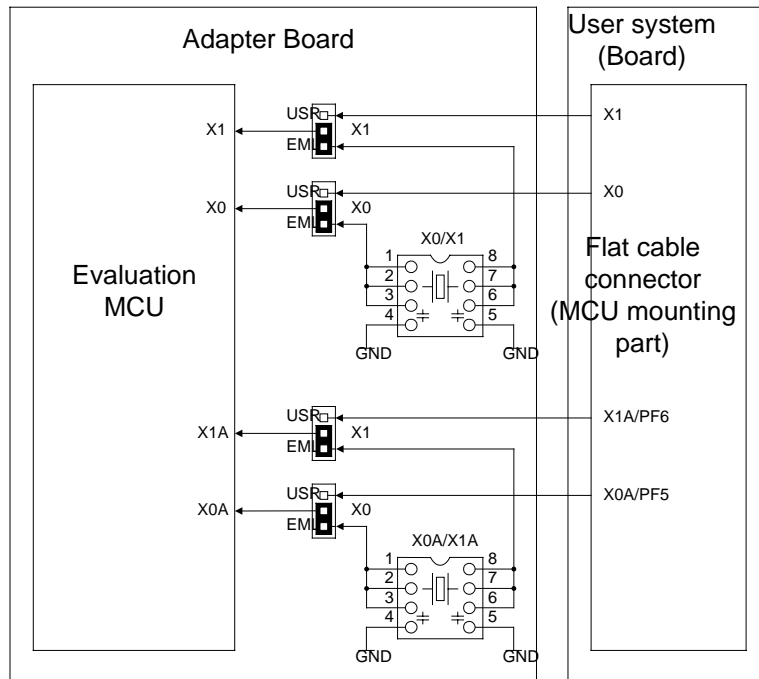 Adapter Board
User system
(Board)
USR
X1
X1
X1
EML
USR
X0
X0
X0
EML
X0/X1
1
8
2
7
3
6
4
5
GND
GND
Evaluation
MCU
Flat cable
connector
(MCU mounting
part)
USR
X1A/PF6
X1A
X1
EML
USR
X0A/PF5
X0A
X0
EML
X0A/X1A
1
8
2
7
3
6
4
5
GND
GND